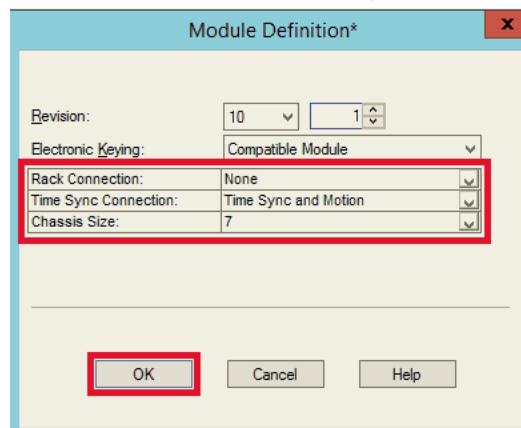 Module Definition*
x
Revision: 10 1
Electronic Keying: Compatible Module
Rack Connection: None
Time Sync Connection: Time Sync and Motion
Chassis Size: 7
OK Cancel Help